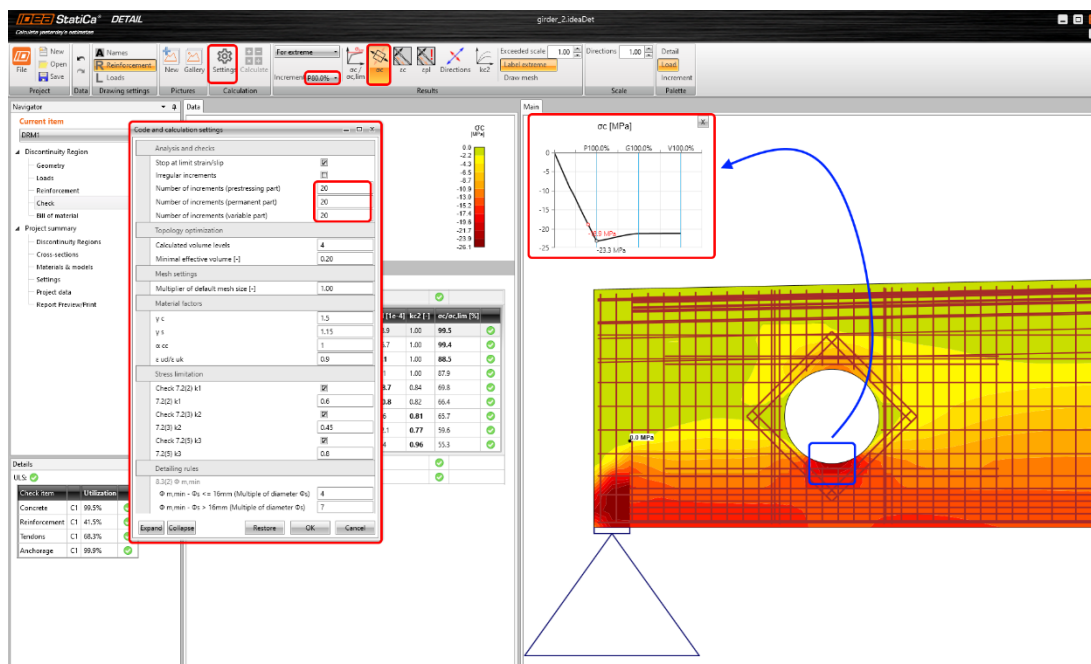 IDEA StatiCa® DETAIL
girder_2.ideaDet
Calculate yesterday's estimates
File
New
Open
Save
Names
Reinforcement
Loads
New Gallery
Settings Calculate
For extreme
Increment P80.0%
σc / σc,lim
σc
εc
εpl
Directions
kc2
Exceeded scale 1.00
Label extreme
Draw mesh
Directions 1.00
Detail
Load
Increment
Project Data Drawing settings Pictures Calculation Results Scale Palette
Navigator
Current item
DRM1
Discontinuity Region
Geometry
Loads
Reinforcement
Check
Bill of material
Project summary
Discontinuity Regions
Cross-sections
Materials & models
Settings
Project data
Report Preview/Print
Details
ULS:
Check item Utilization
Concrete C1 99.5%
Reinforcement C1 41.5%
Tendons C1 68.3%
Anchorage C1 99.9%
Data
Code and calculation settings
Analysis and checks
Stop at limit strain/slip
Irregular increments
Number of increments (prestressing part) 20
Number of increments (permanent part) 20
Number of increments (variable part) 20
Topology optimization
Calculated volume levels 4
Minimal effective volume [-] 0.20
Mesh settings
Multiplier of default mesh size [-] 1.00
Material factors
γ c 1.5
γ s 1.15
α cc 1
ε ud/ε uk 0.9
Stress limitation
Check 7.2(2) k1
7.2(2) k1 0.6
Check 7.2(3) k2
7.2(3) k2 0.45
Check 7.2(5) k3
7.2(5) k3 0.8
Detailing rules
8.3(2) Φ m,min
Φ m,min - Φs <= 16mm (Multiple of diameter Φs) 4
Φ m,min - Φs > 16mm (Multiple of diameter Φs) 7
Expand Collapse Restore OK Cancel
σc
[MPa]
0.0
-2.2
-4.3
-6.5
-8.7
-10.9
-13.0
-15.2
-17.4
-19.6
-21.7
-23.9
-26.1
[1e-4] kc2 [-] σc/σc,lim [%]
1.00 99.5
1.00 99.4
1.00 88.5
1.00 87.9
0.84 69.8
0.82 66.4
0.81 65.7
0.77 59.6
0.96 55.3
Main
σc [MPa]
P100.0% G100.0% V100.0%
0
-5
-10
-15
-20
-25
-23.3 MPa
0.0 MPa